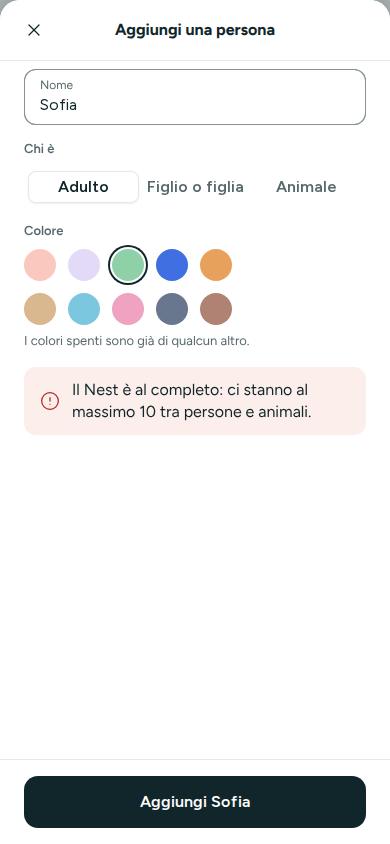 Aggiungi una persona
Nome
Sofia
Chi è
Adulto Figlio o figlia Animale
Colore
I colori spenti sono già di qualcun altro.
Il Nest è al completo: ci stanno al
massimo 10 tra persone e animali.
Aggiungi Sofia